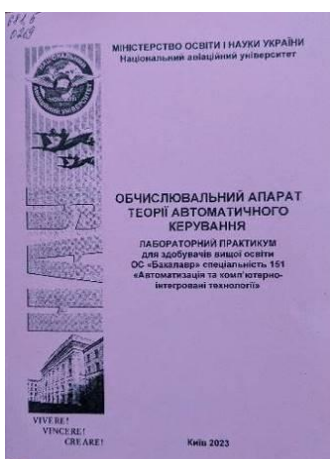 МІНІСТЕРСТВО ОСВІТИ І НАУКИ УКРАЇНИ
Національний авіаційний університет
ОБЧИСЛЮВАЛЬНИЙ АПАРАТ
ТЕОРІЇ АВТОМАТИЧНОГО
КЕРУВАННЯ
ЛАБОРАТОРНИЙ ПРАКТИКУМ
для здобувачів вищої освіти
ОС «Бакалавр» спеціальність 151
«Автоматизація та комп'ютерно-
інтегровані технології»
VIVERE!
VINCERE!
CREARE!
Київ 2023